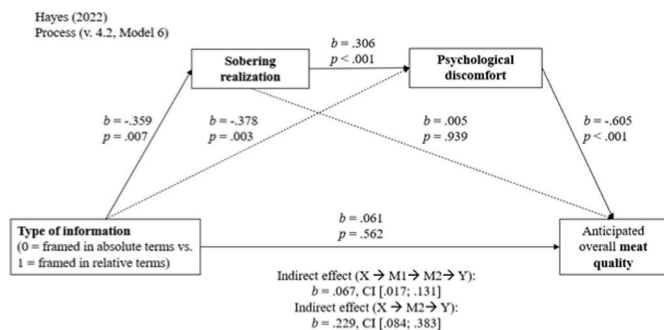 Hayes (2022)
Process (v. 4.2, Model 6)
Sobering
realization
b = .306
p < .001
Psychological
discomfort
b = -.359
p = .007
b = -.378
p = .003
b = .005
p = .939
b = -.605
p < .001
Type of information
(0 = framed in absolute terms vs.
1 = framed in relative terms)
b = .061
p = .562
Anticipated
overall meat
quality
Indirect effect (X → M1 → M2 → Y):
b = .067, CI [.017; .131]
Indirect effect (X → M2 → Y):
b = .229, CI [.084; .383]